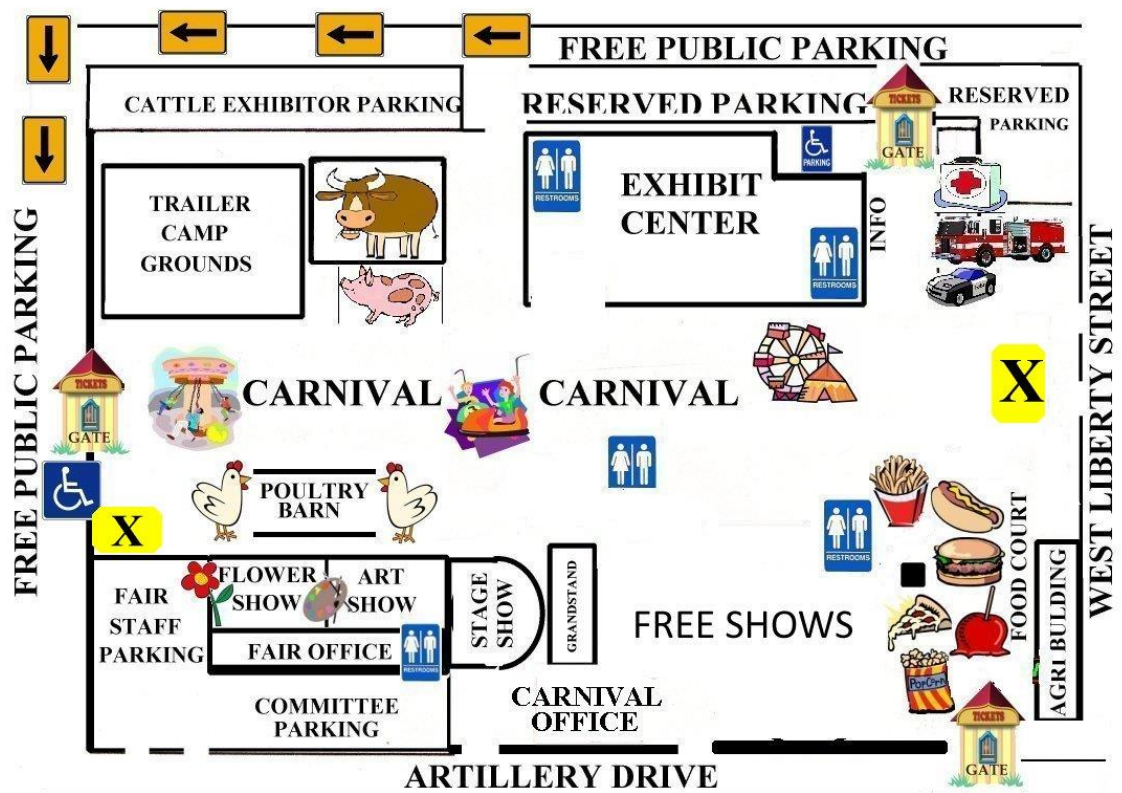 FREE PUBLIC PARKING
CATTLE EXHIBITOR PARKING
RESERVED PARKING
TICKETS
GATE
RESERVED
PARKING
TRAILER
CAMP
GROUNDS
RESTROOMS
EXHIBIT
CENTER
PARKING
INFO
RESTROOMS
FREE PUBLIC PARKING
WEST LIBERTY STREET
TICKETS
GATE
CARNIVAL
CARNIVAL
X
X
POULTRY
BARN
RESTROOMS
FOOD COURT
AGRI BULDING
FAIR
STAFF
PARKING
FLOWER
SHOW
ART
SHOW
FAIR OFFICE
RESTROOMS
STAGE
SHOW
GRANDSTAND
FREE SHOWS
POPCORN
COMMITTEE
PARKING
CARNIVAL
OFFICE
TICKETS
GATE
ARTILLERY DRIVE